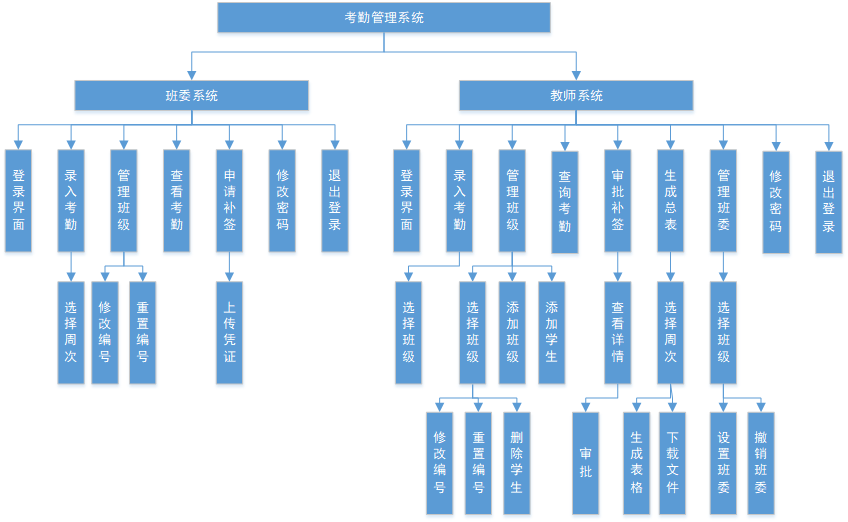 考勤管理系统
班委系统
教师系统
登录界面
录入考勤
管理班级
查看考勤
申请补签
修改密码
退出登录
登录界面
录入考勤
管理班级
查询考勤
审批补签
生成总表
管理班委
修改密码
退出登录
选择周次
修改编号
重置编号
上传凭证
选择班级
选择班级
添加班级
添加学生
查看详情
选择周次
选择班级
修改编号
重置编号
删除学生
审批
生成表格
下载文件
设置班委
撤销班委